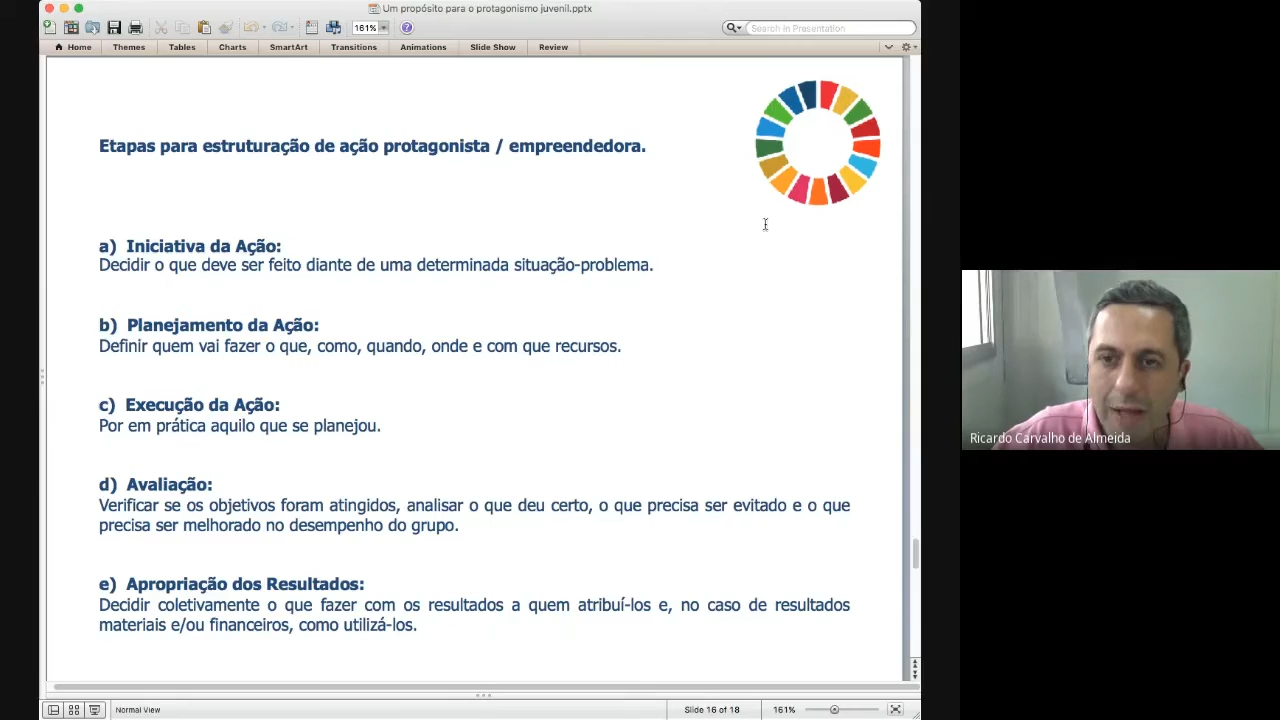 Um propósito para o protagonismo juvenil.pptx
161%
Search in Presentation
Home Themes Tables Charts SmartArt Transitions Animations Slide Show Review
Etapas para estruturação de ação protagonista / empreendedora.
a) Iniciativa da Ação:
Decidir o que deve ser feito diante de uma determinada situação-problema.
b) Planejamento da Ação:
Definir quem vai fazer o que, como, quando, onde e com que recursos.
c) Execução da Ação:
Por em prática aquilo que se planejou.
d) Avaliação:
Verificar se os objetivos foram atingidos, analisar o que deu certo, o que precisa ser evitado e o que
precisa ser melhorado no desempenho do grupo.
e) Apropriação dos Resultados:
Decidir coletivamente o que fazer com os resultados a quem atribuí-los e, no caso de resultados
materiais e/ou financeiros, como utilizá-los.
Ricardo Carvalho de Almeida
Normal View
Slide 16 of 18
161%